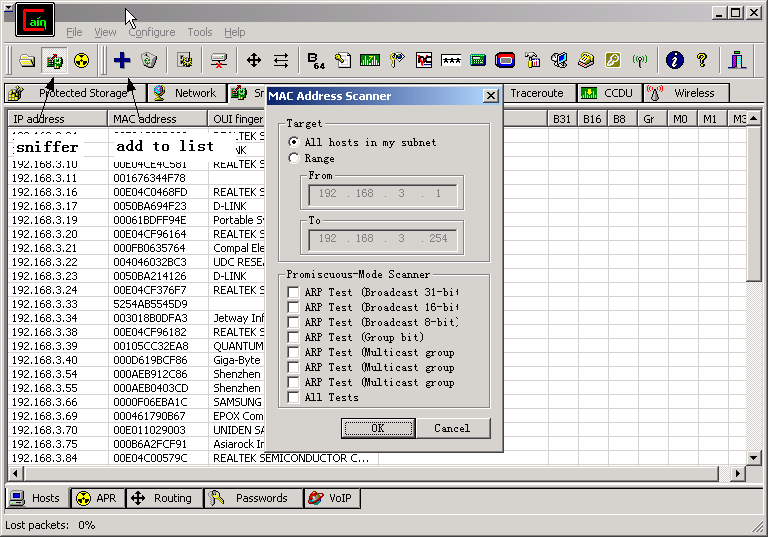 Cain
File View Configure Tools Help
B64
Protected Storage Network Traceroute CCDU Wireless
MAC Address Scanner
IP address MAC address OUI finger B31 B16 B8 Gr M0 M1 M3
sniffer add to list
192.168.3.10 00E04CE4C581 REALTEK S
192.168.3.11 001676344F78
192.168.3.16 00E04C0468FD REALTEK S
192.168.3.17 0050BA694F23 D-LINK
192.168.3.19 00061BDFF94E Portable Sy
192.168.3.20 00E04CF96164 REALTEK S
192.168.3.21 000FB0635764 Compal Ele
192.168.3.22 004046032BC3 UDC RESEA
192.168.3.23 0050BA214126 D-LINK
192.168.3.24 00E04CF376F7 REALTEK S
192.168.3.33 5254AB5545D9
192.168.3.34 003018B0DFA3 Jetway Inf
192.168.3.38 00E04CF96182 REALTEK S
192.168.3.39 00105CC32EA8 QUANTUM
192.168.3.40 000D619BCF86 Giga-Byte
192.168.3.54 000AEB912C86 Shenzhen
192.168.3.55 000AEB0403CD Shenzhen
192.168.3.66 0000F06EBA1C SAMSUNG
192.168.3.69 000461790B67 EPOX Com
192.168.3.70 00E011029003 UNIDEN SA
192.168.3.75 000B6A2FCF91 Asiarock In
192.168.3.84 00E04C00579C REALTEK SEMICONDUCTOR C...
Target
All hosts in my subnet
Range
From
192 . 168 . 3 . 1
To
192 . 168 . 3 . 254
Promiscuous-Mode Scanner
ARP Test (Broadcast 31-bit
ARP Test (Broadcast 16-bit
ARP Test (Broadcast 8-bit)
ARP Test (Group bit)
ARP Test (Multicast group
ARP Test (Multicast group
ARP Test (Multicast group
All Tests
OK Cancel
Hosts APR Routing Passwords VoIP
Lost packets: 0%